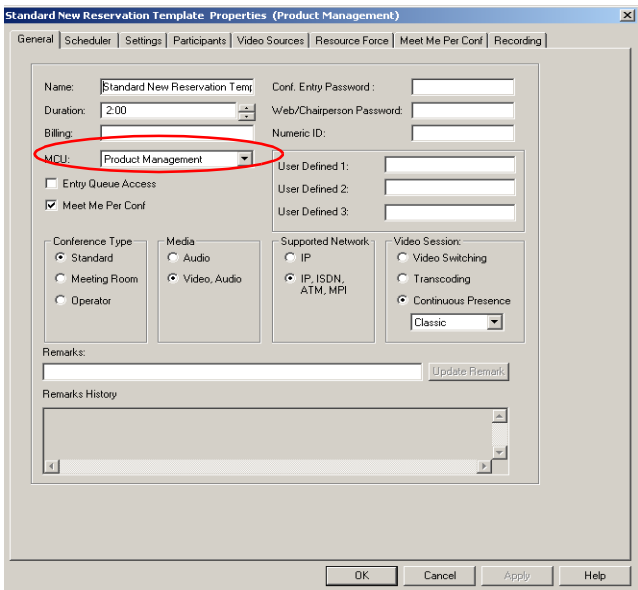 Standard New Reservation Template Properties (Product Management)
General Scheduler Settings Participants Video Sources Resource Force Meet Me Per Conf Recording
Name: Standard New Reservation Temp Conf. Entry Password :
Duration: 2:00 Web/Chairperson Password:
Billing: Numeric ID:
MCU: Product Management User Defined 1:
Entry Queue Access User Defined 2:
Meet Me Per Conf User Defined 3:
Conference Type Media Supported Network Video Session:
Standard Audio IP Video Switching
Meeting Room Video, Audio IP, ISDN, Transcoding
ATM, MPI
Operator Continuous Presence
Classic
Remarks:
Update Remark
Remarks History
OK Cancel Apply Help